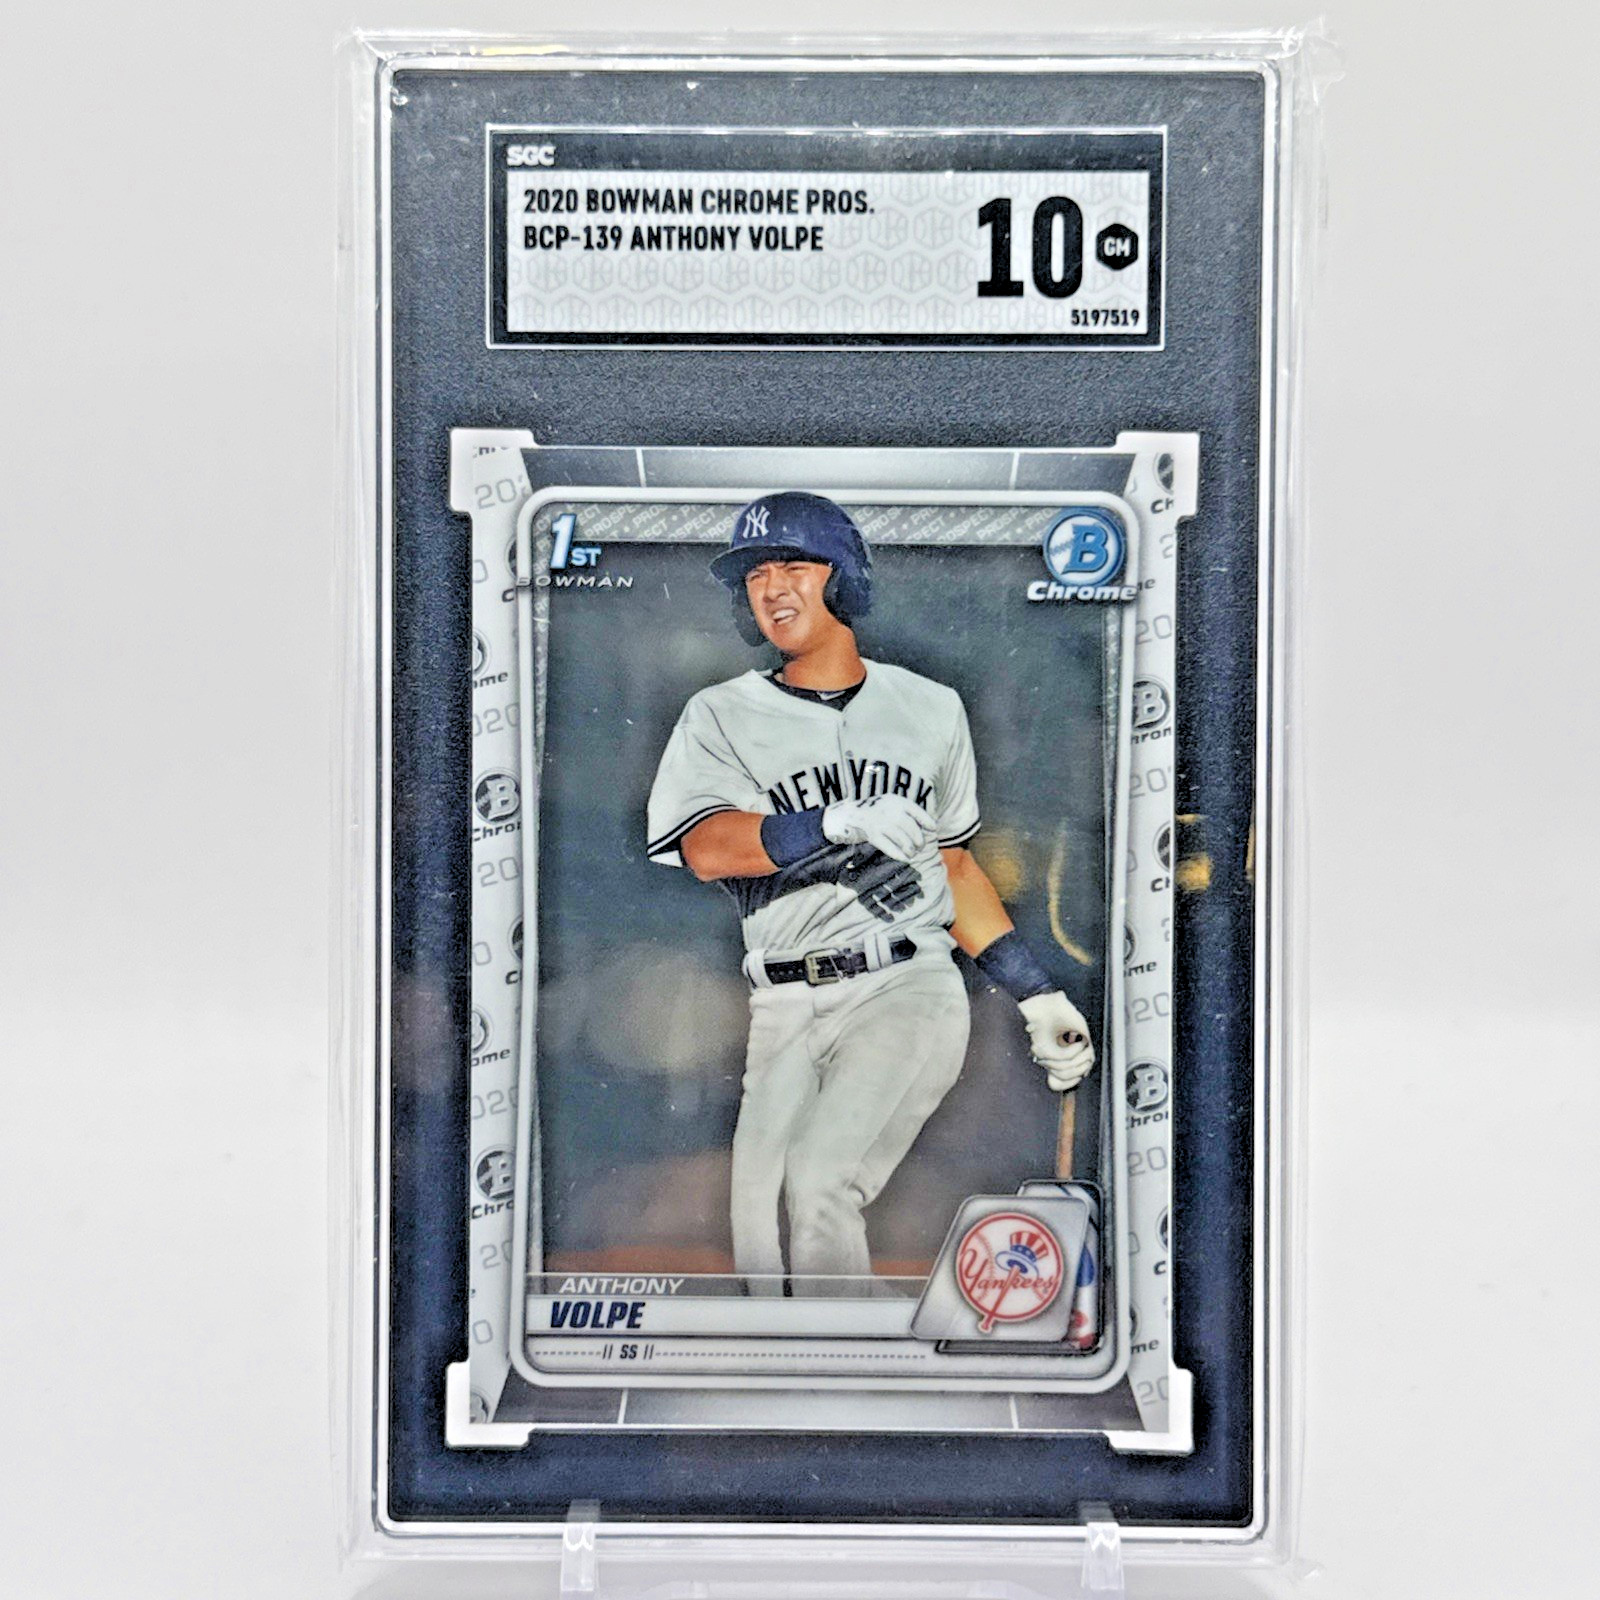 SGC
2020 BOWMAN CHROME PROS.
BCP-139 ANTHONY VOLPE
10 GM
5197519
1ST
BOWMAN
B
Chrome
NY
NEW YORK
Yankees
ANTHONY
VOLPE
SS